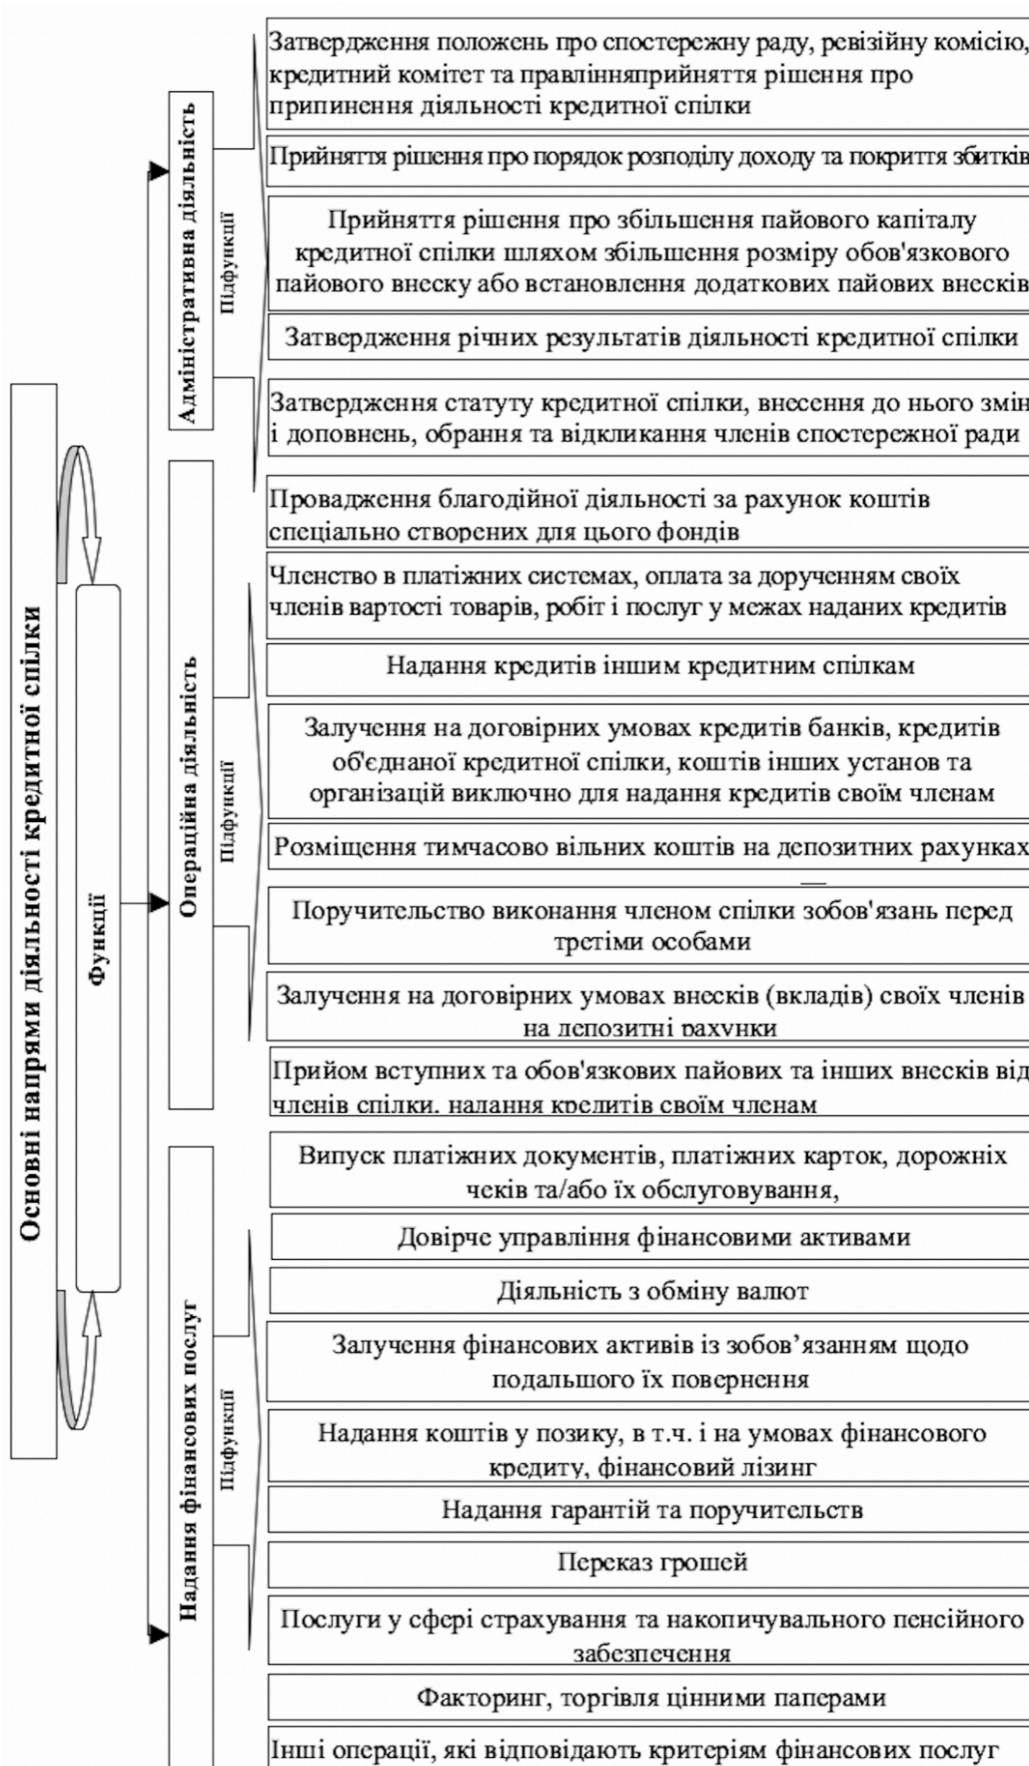 Основні напрями діяльності кредитної спілки
Функції
Адміністративна діяльність
Підфункції
Затвердження положень про спостережну раду, ревізійну комісію,
кредитний комітет та правлінняприйняття рішення про
припинення діяльності кредитної спілки
Прийняття рішення про порядок розподілу доходу та покриття збитків
Прийняття рішення про збільшення пайового капіталу
кредитної спілки шляхом збільшення розміру обов'язкового
пайового внеску або встановлення додаткових пайових внесків
Затвердження річних результатів діяльності кредитної спілки
Затвердження статуту кредитної спілки, внесення до нього змін
і доповнень, обрання та відкликання членів спостережної ради
Операційна діяльність
Підфункції
Провадження благодійної діяльності за рахунок коштів
спеціально створених для цього фондів
Членство в платіжних системах, оплата за дорученням своїх
членів вартості товарів, робіт і послуг у межах наданих кредитів
Надання кредитів іншим кредитним спілкам
Залучення на договірних умовах кредитів банків, кредитів
об'єднаної кредитної спілки, коштів інших установ та
організацій виключно для надання кредитів своїм членам
Розміщення тимчасово вільних коштів на депозитних рахунках
Поручительство виконання членом спілки зобов'язань перед
третіми особами
Залучення на договірних умовах внесків (вкладів) своїх членів
на депозитні рахунки
Прийом вступних та обов'язкових пайових та інших внесків від
членів спілки, надання кредитів своїм членам
Надання фінансових послуг
Підфункції
Випуск платіжних документів, платіжних карток, дорожніх
чеків та/або їх обслуговування,
Довірче управління фінансовими активами
Діяльність з обміну валют
Залучення фінансових активів із зобов’язанням щодо
подальшого їх повернення
Надання коштів у позику, в т.ч. і на умовах фінансового
кредиту, фінансовий лізинг
Надання гарантій та поручительств
Переказ грошей
Послуги у сфері страхування та накопичувального пенсійного
забезпечення
Факторинг, торгівля цінними паперами
Інші операції, які відповідають критеріям фінансових послуг